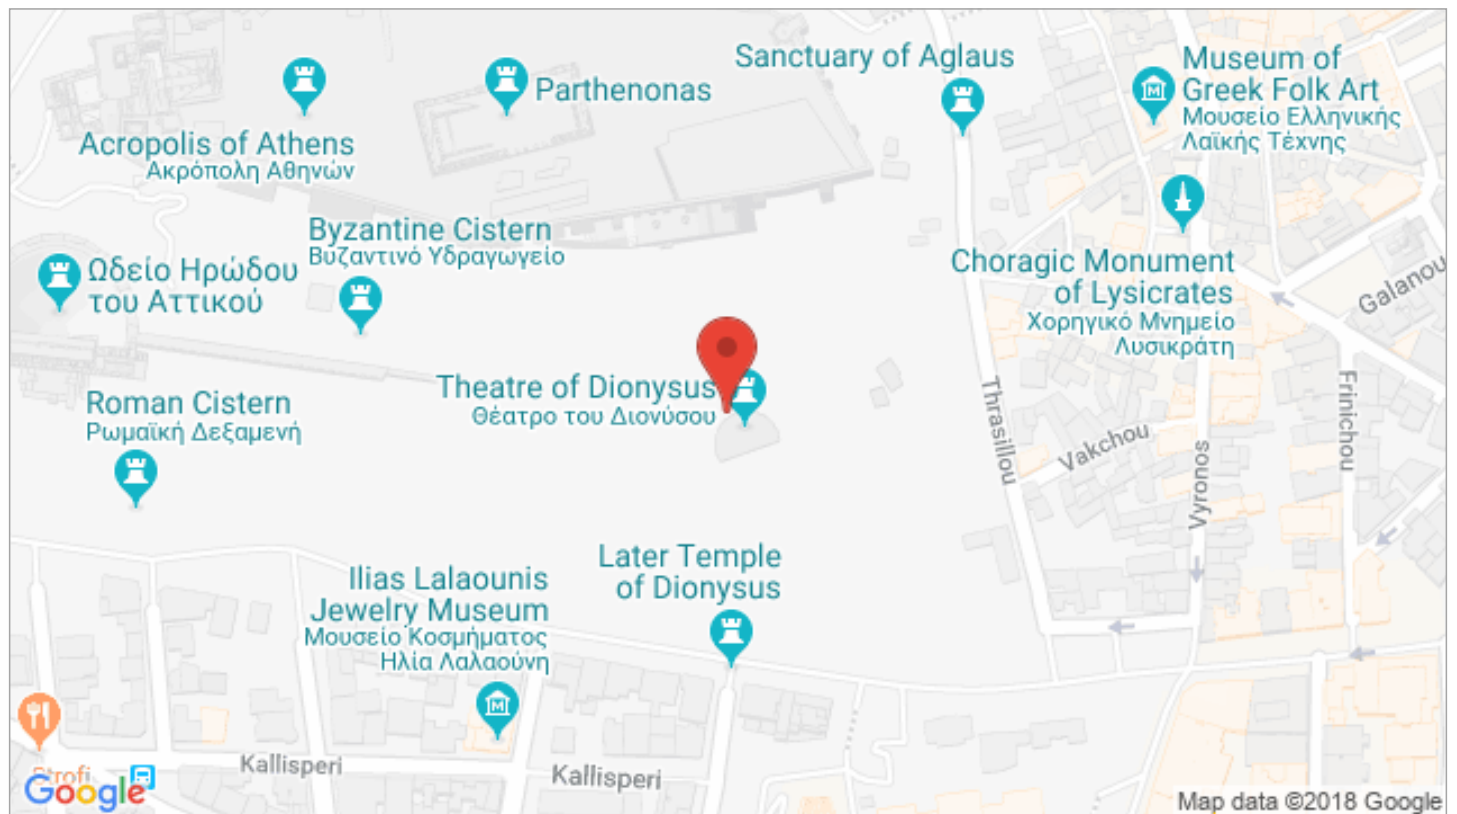 Sanctuary of Aglaus
Museum of
Greek Folk Art
Μουσείο Ελληνικής
Λαϊκής Τέχνης
Parthenonas
Acropolis of Athens
Ακρόπολη Αθηνών
Byzantine Cistern
Βυζαντινό Υδραγωγείο
Ωδείο Ηρώδου
του Αττικού
Choragic Monument
of Lysicrates
Χορηγικό Μνημείο
Λυσικράτη
Galanou
Theatre of Dionysus
Θέατρο του Διονύσου
Roman Cistern
Ρωμαϊκή Δεξαμενή
Thrasillou
Vakchou
Vyronos
Frinichou
Later Temple
of Dionysus
Ilias Lalaounis
Jewelry Museum
Μουσείο Κοσμήματος
Ηλία Λαλαούνη
Kallisperi
Kallisperi
Strofi
Google
Map data ©2018 Google